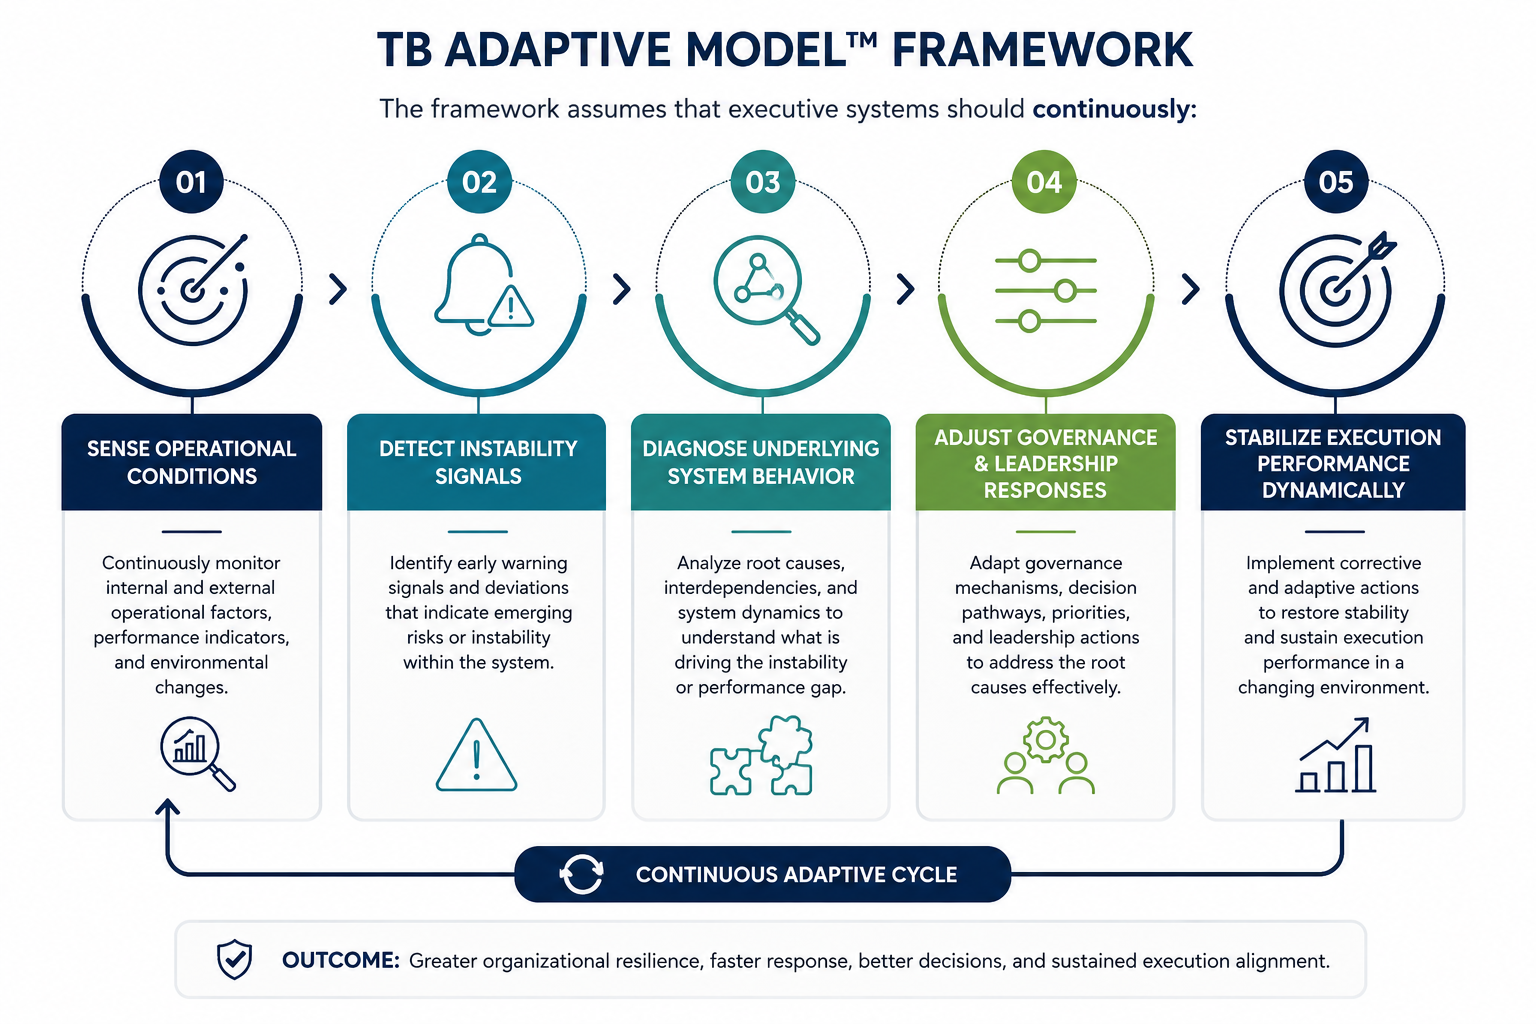 TB ADAPTIVE MODEL™ FRAMEWORK
The framework assumes that executive systems should continuously:
01
SENSE OPERATIONAL
CONDITIONS
Continuously monitor
internal and external
operational factors,
performance indicators,
and environmental
changes.
02
DETECT INSTABILITY
SIGNALS
Identify early warning
signals and deviations
that indicate emerging
risks or instability
within the system.
03
DIAGNOSE UNDERLYING
SYSTEM BEHAVIOR
Analyze root causes,
interdependencies, and
system dynamics to
understand what is
driving the instability
or performance gap.
04
ADJUST GOVERNANCE
& LEADERSHIP
RESPONSES
Adapt governance
mechanisms, decision
pathways, priorities,
and leadership actions
to address the root
causes effectively.
05
STABILIZE EXECUTION
PERFORMANCE
DYNAMICALLY
Implement corrective
and adaptive actions
to restore stability
and sustain execution
performance in a
changing environment.
CONTINUOUS ADAPTIVE CYCLE
OUTCOME: Greater organizational resilience, faster response, better decisions, and sustained execution alignment.